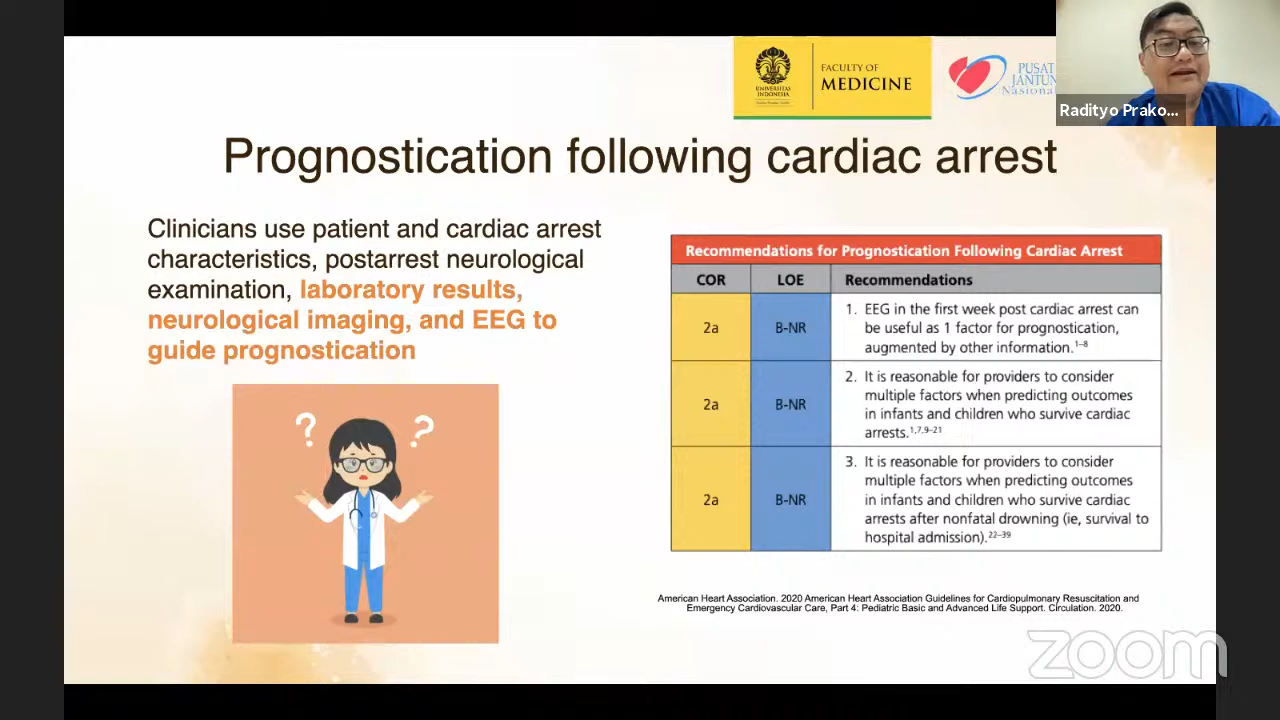 UNIVERSITAS
INDONESIA
FACULTY OF
MEDICINE
PUSAT
JANTUN
Nasional
Radityo Prako...
Prognostication following cardiac arrest
Clinicians use patient and cardiac arrest
characteristics, postarrest neurological
examination, laboratory results,
neurological imaging, and EEG to
guide prognostication
? ?
Recommendations for Prognostication Following Cardiac Arrest
COR LOE Recommendations
2a B-NR 1. EEG in the first week post cardiac arrest can
be useful as 1 factor for prognostication,
augmented by other information.1–8
2a B-NR 2. It is reasonable for providers to consider
multiple factors when predicting outcomes
in infants and children who survive cardiac
arrests.1,7,9–21
2a B-NR 3. It is reasonable for providers to consider
multiple factors when predicting outcomes
in infants and children who survive cardiac
arrests after nonfatal drowning (ie, survival to
hospital admission).22–39
American Heart Association. 2020 American Heart Association Guidelines for Cardiopulmonary Resuscitation and
Emergency Cardiovascular Care, Part 4: Pediatric Basic and Advanced Life Support. Circulation. 2020.
zoom